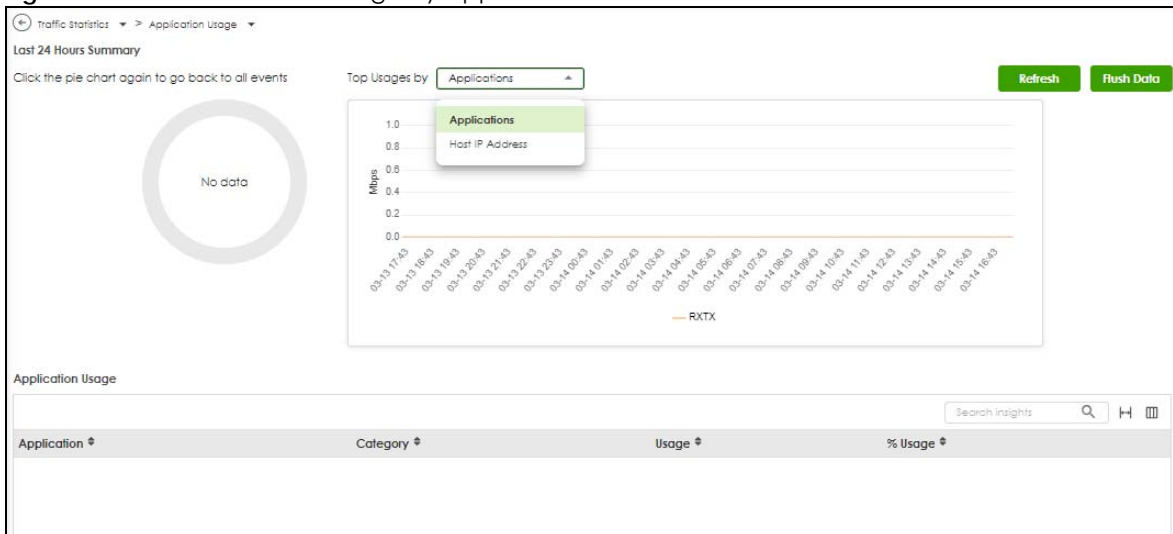 Traffic Statistics > Application Usage
Last 24 Hours Summary
Click the pie chart again to go back to all events
Top Usages by Applications
Refresh
Flush Data
Applications
Host IP Address
No data
Mbps
1.0
0.8
0.6
0.4
0.2
0.0
03-13 17:43
03-13 18:43
03-13 19:43
03-13 20:43
03-13 21:43
03-13 22:43
03-13 23:43
03-14 00:43
03-14 01:43
03-14 02:43
03-14 03:43
03-14 04:43
03-14 05:43
03-14 06:43
03-14 07:43
03-14 08:43
03-14 09:43
03-14 10:43
03-14 11:43
03-14 12:43
03-14 13:43
03-14 14:43
03-14 15:43
03-14 16:43
RXTX
Application Usage
Search insights
Application Category Usage % Usage